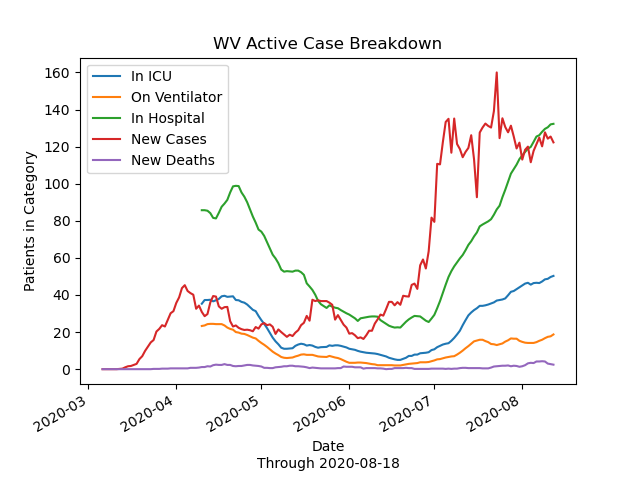 WV Active Case Breakdown
In ICU
On Ventilator
In Hospital
New Cases
New Deaths
Patients in Category
160
140
120
100
80
60
40
20
0
2020-03
2020-04
2020-05
2020-06
2020-07
2020-08
Date
Through 2020-08-18